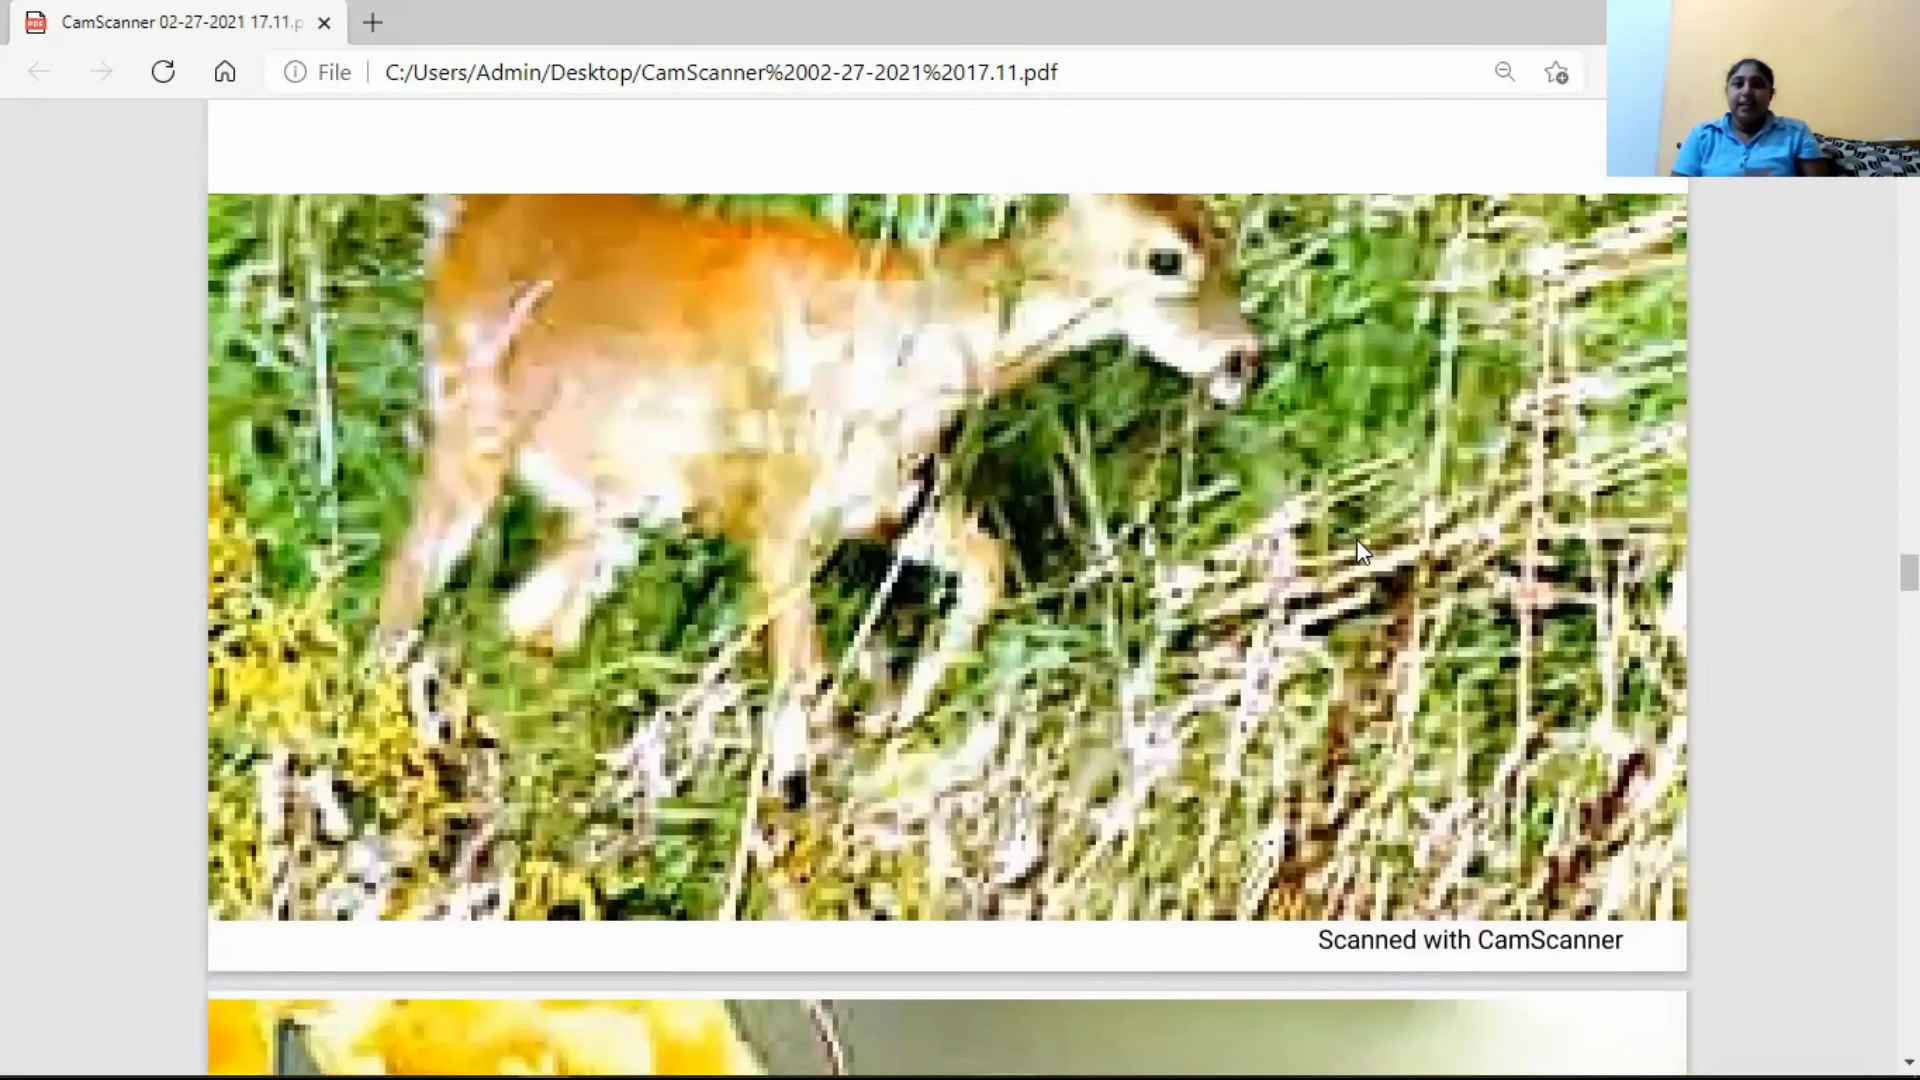 CamScanner 02-27-2021 17.11.p
File
C:/Users/Admin/Desktop/CamScanner%2002-27-2021%2017.11.pdf
Scanned with CamScanner